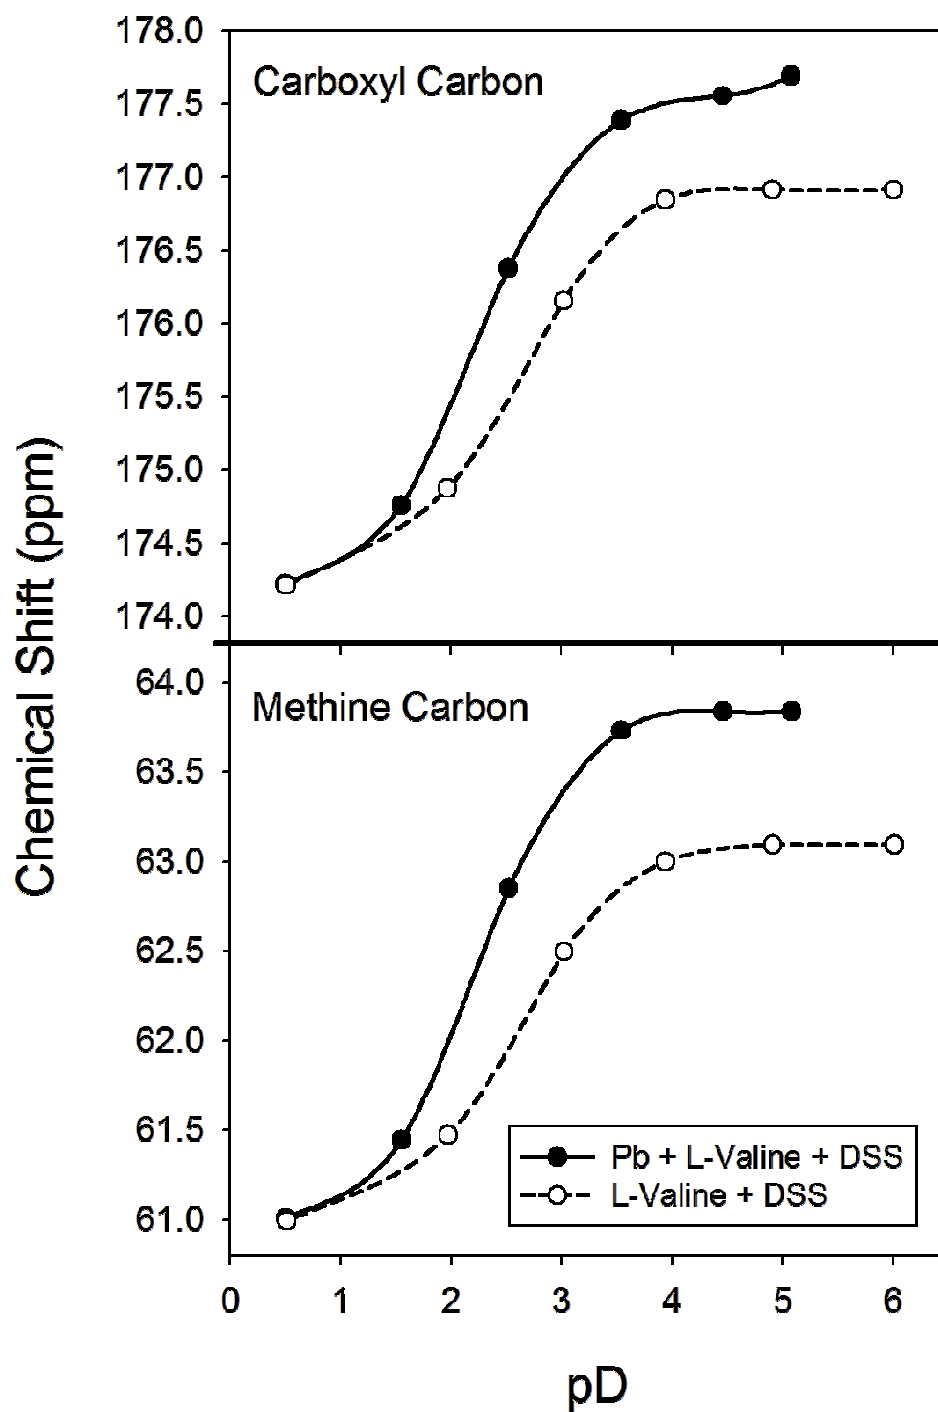 Chemical Shift (ppm)
178.0
177.5
177.0
176.5
176.0
175.5
175.0
174.5
174.0
Carboxyl Carbon
64.0
63.5
63.0
62.5
62.0
61.5
61.0
Methine Carbon
Pb + L-Valine + DSS
L-Valine + DSS
0 1 2 3 4 5 6
pD